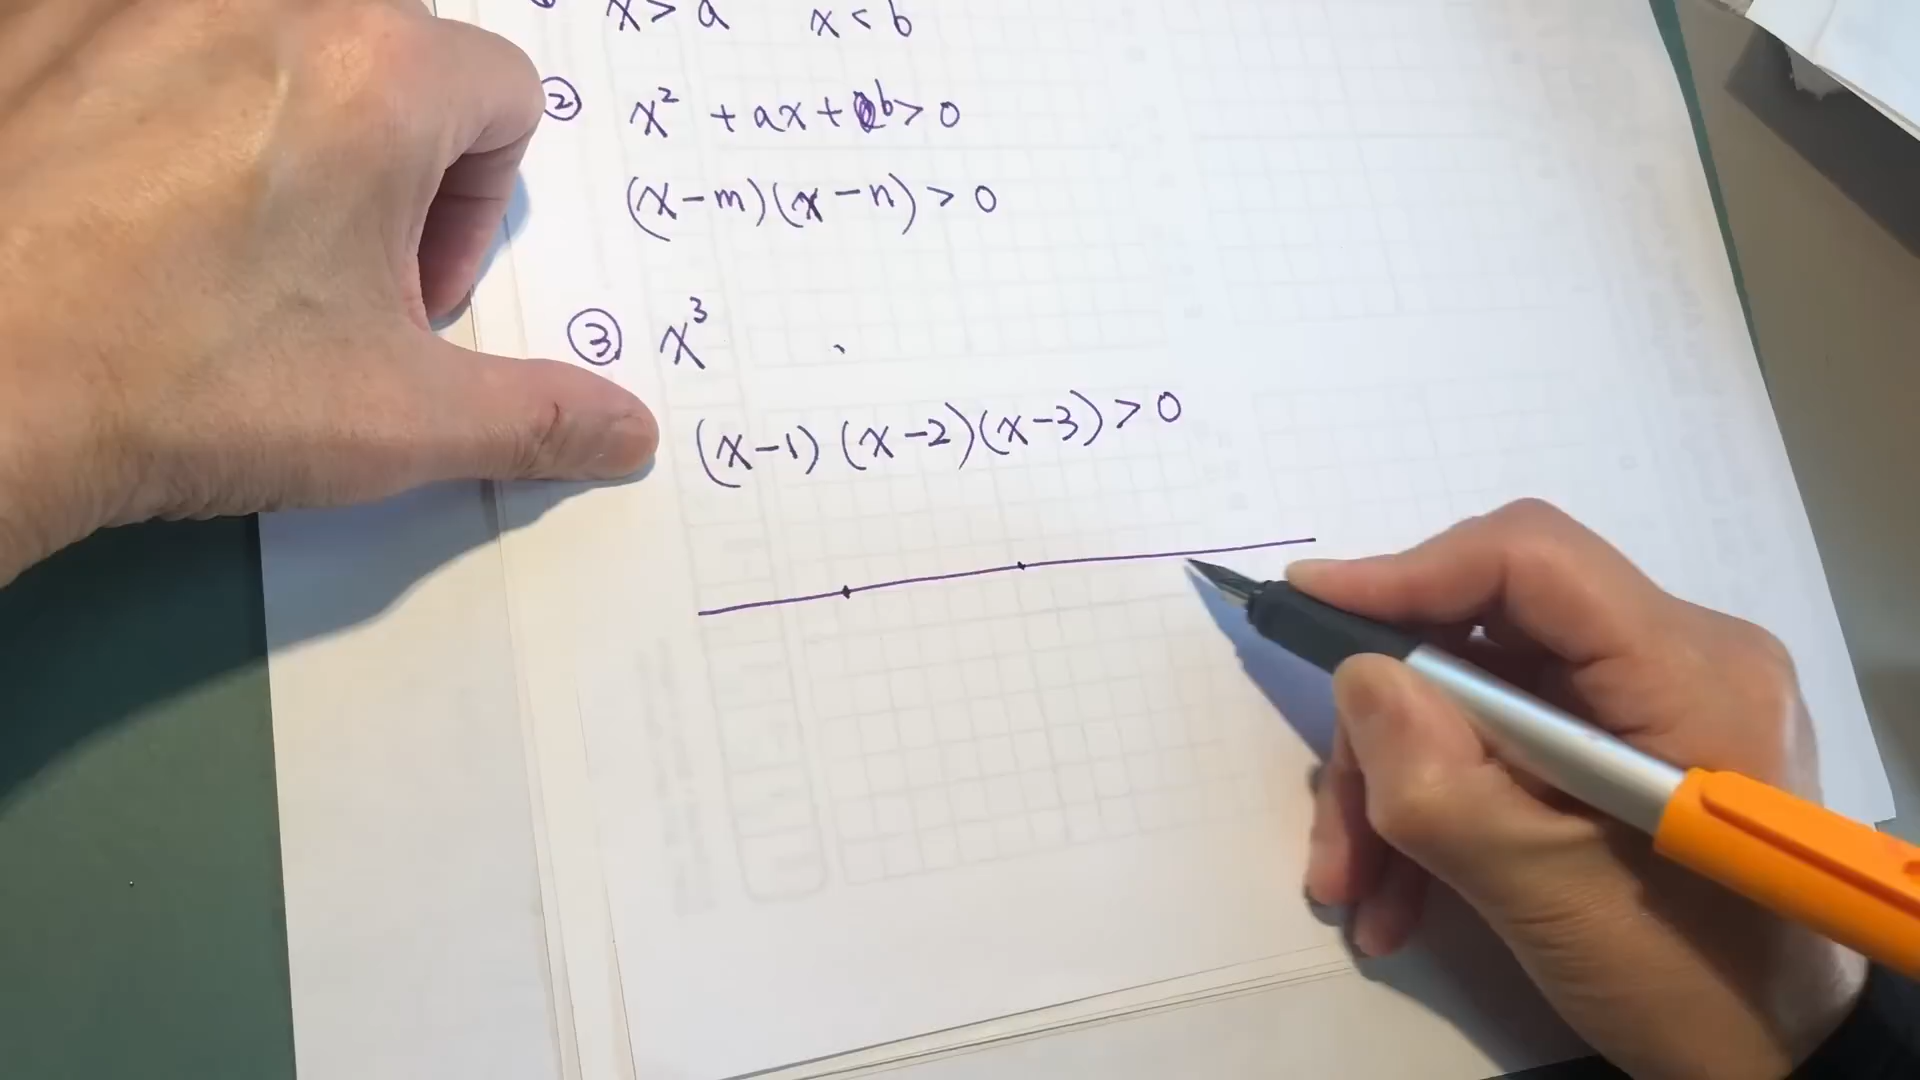 x > a x < b
② x² + ax + b > 0
(x - m)(x - n) > 0
③ x³
(x-1) (x-2)(x-3) > 0